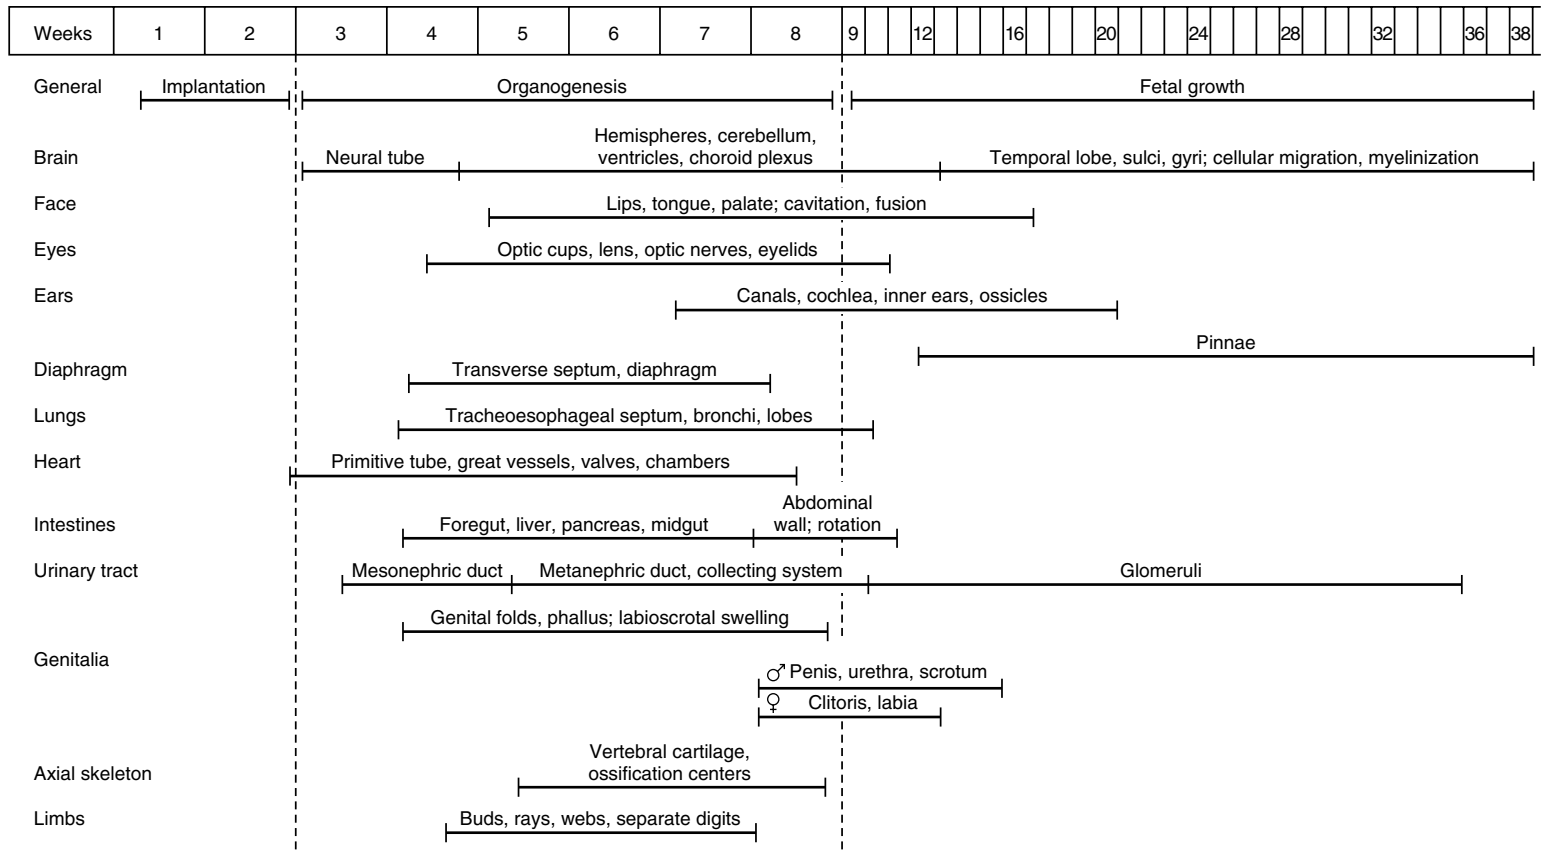 Weeks 1 2 3 4 5 6 7 8 9 12 16 20 24 28 32 36 38
General Implantation Organogenesis Fetal growth
Hemispheres, cerebellum,
Brain Neural tube ventricles, choroid plexus Temporal lobe, sulci, gyri; cellular migration, myelinization
Face Lips, tongue, palate; cavitation, fusion
Eyes Optic cups, lens, optic nerves, eyelids
Ears Canals, cochlea, inner ears, ossicles
Pinnae
Diaphragm Transverse septum, diaphragm
Lungs Tracheoesophageal septum, bronchi, lobes
Heart Primitive tube, great vessels, valves, chambers
Abdominal
Intestines Foregut, liver, pancreas, midgut wall; rotation
Urinary tract Mesonephric duct Metanephric duct, collecting system Glomeruli
Genital folds, phallus; labioscrotal swelling
Genitalia
♂ Penis, urethra, scrotum
♀ Clitoris, labia
Vertebral cartilage,
Axial skeleton ossification centers
Limbs Buds, rays, webs, separate digits